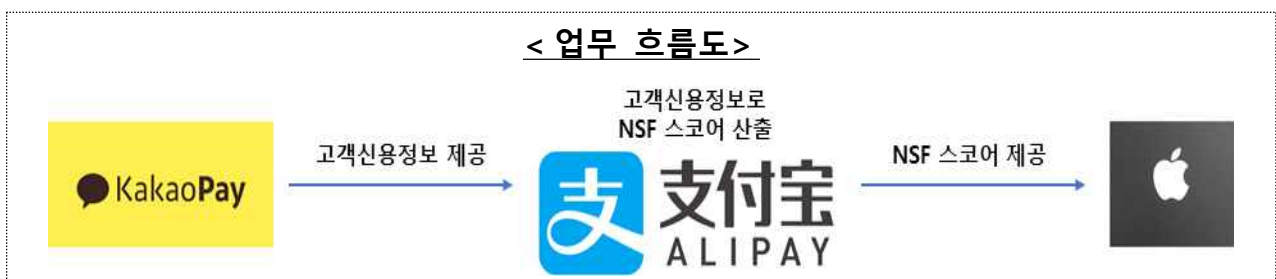 < 업무 흐름도>
KakaoPay
고객신용정보 제공
고객신용정보로
NSF 스코어 산출
支 支付宝
ALIPAY
NSF 스코어 제공